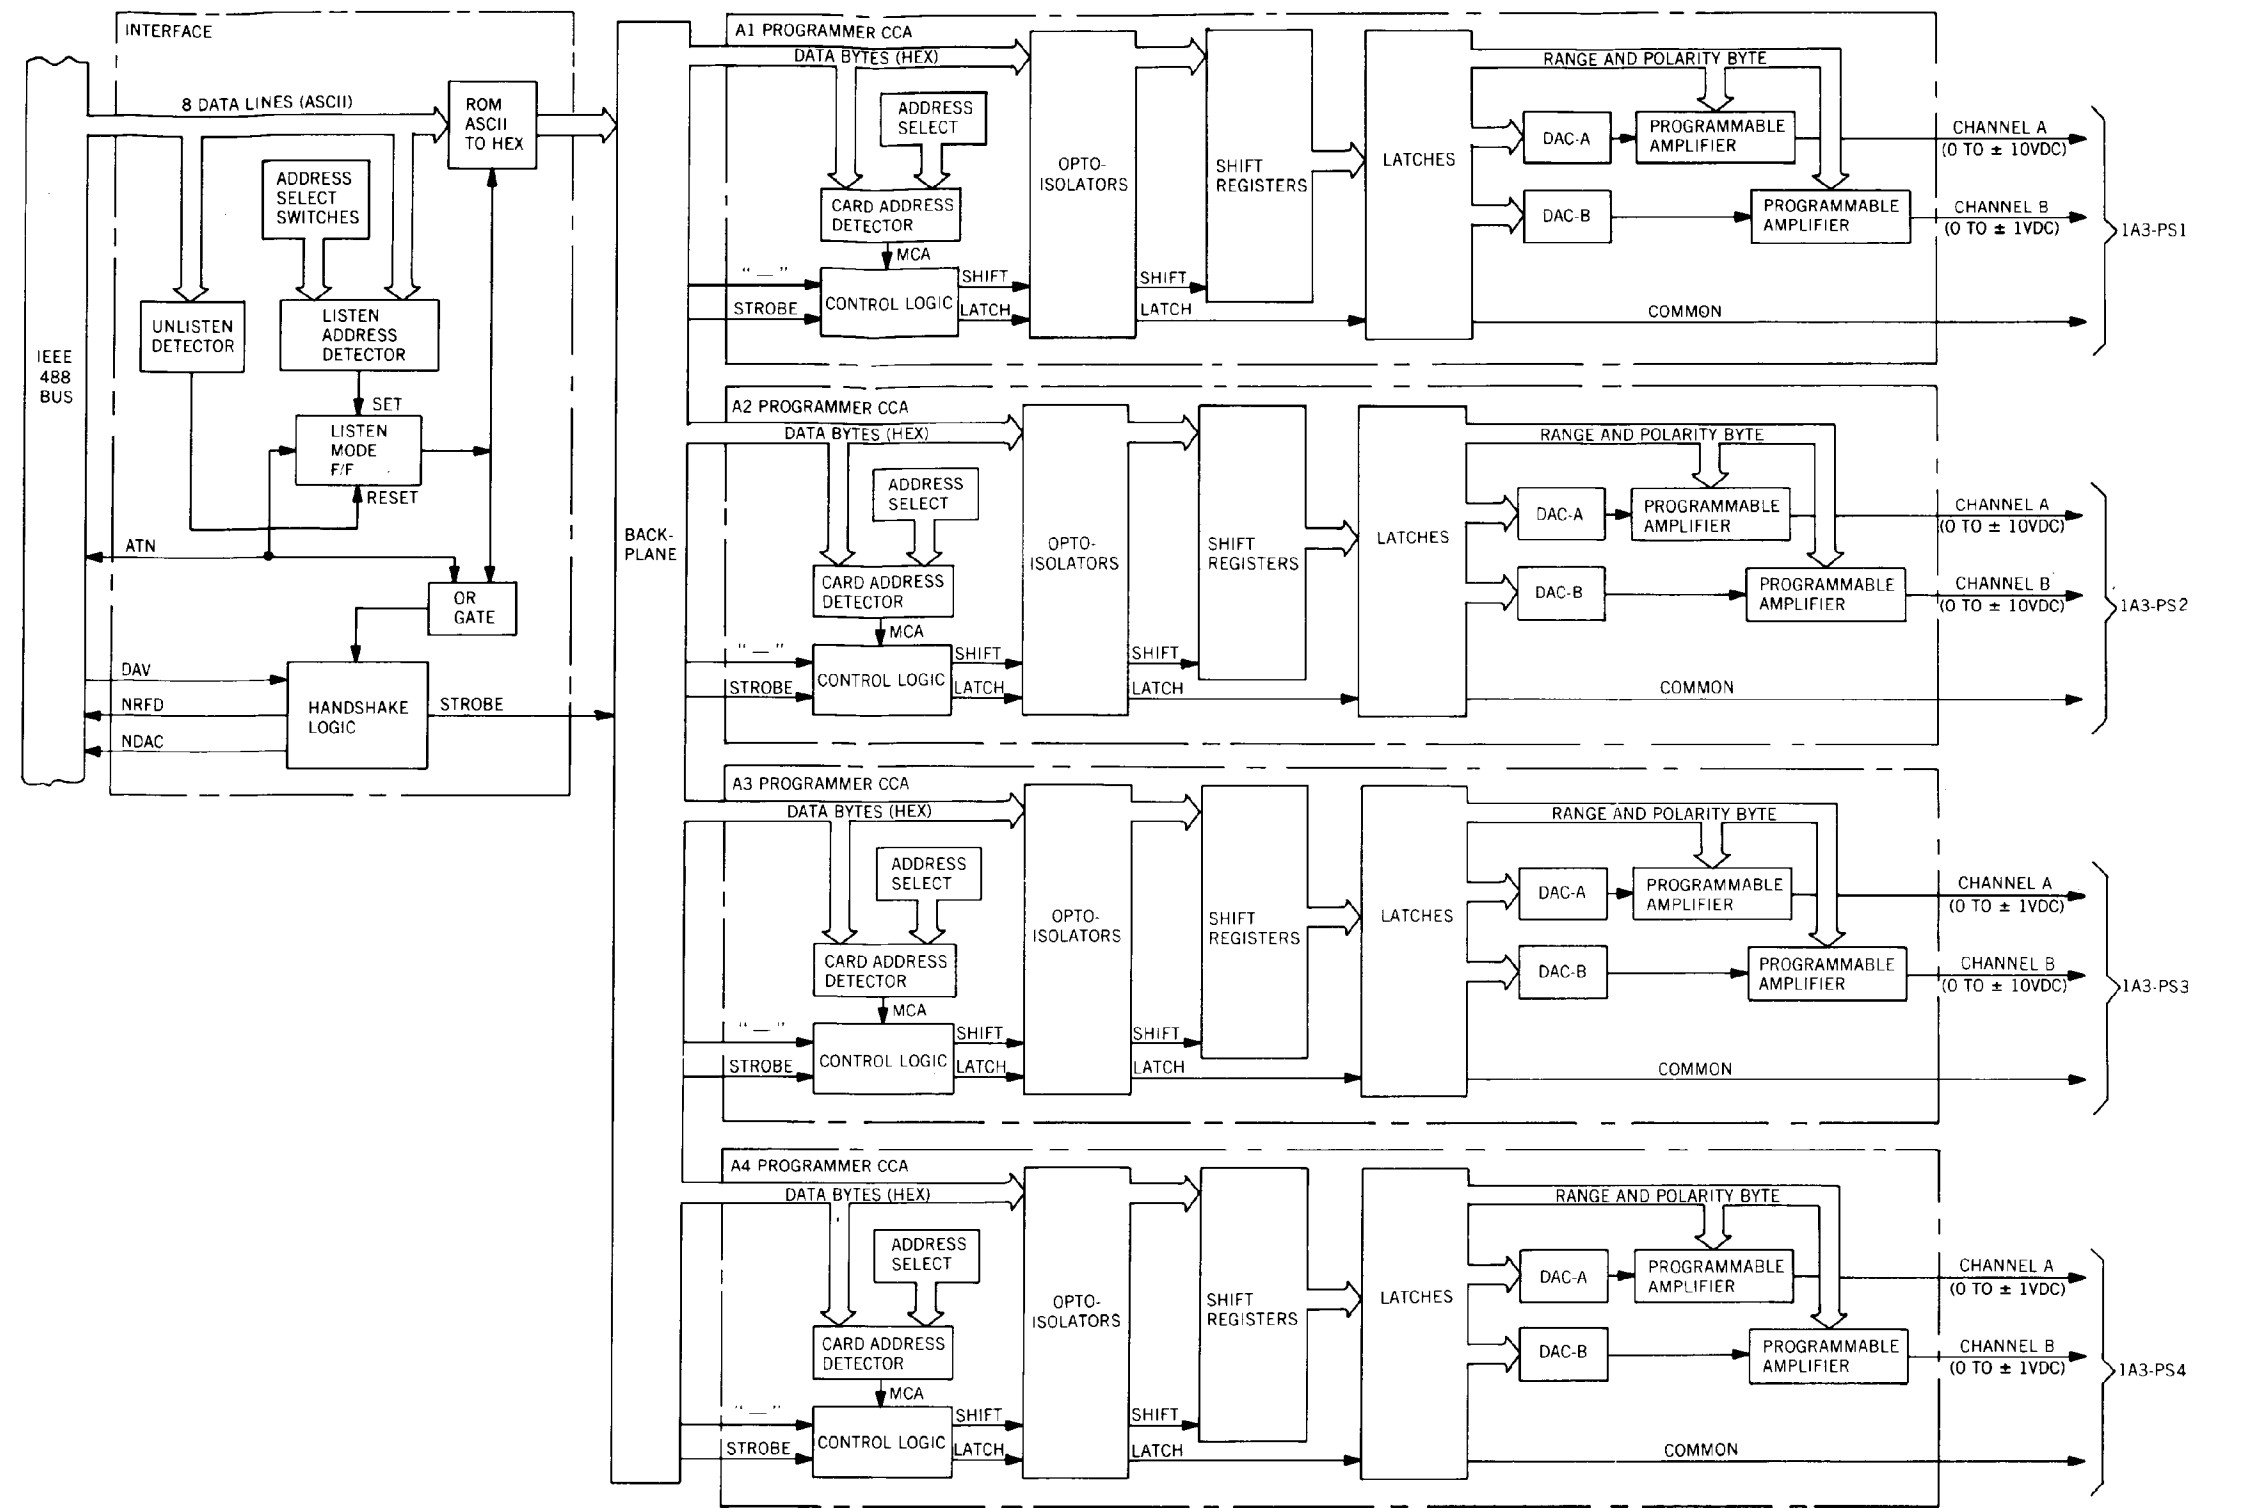 INTERFACE
8 DATA LINES (ASCII)
ROM
ASCII
TO HEX
ADDRESS
SELECT
SWITCHES
UNLISTEN
DETECTOR
LISTEN
ADDRESS
DETECTOR
IEEE
488
BUS
SET
LISTEN
MODE
F/F
RESET
ATN
OR
GATE
DAV
NRFD
NDAC
HANDSHAKE
LOGIC
STROBE
BACK-
PLANE
A1 PROGRAMMER CCA
DATA BYTES (HEX)
ADDRESS
SELECT
CARD ADDRESS
DETECTOR
MCA
"—"
STROBE
CONTROL LOGIC
SHIFT
LATCH
OPTO-
ISOLATORS
SHIFT
LATCH
SHIFT
REGISTERS
LATCHES
RANGE AND POLARITY BYTE
DAC-A
PROGRAMMABLE
AMPLIFIER
DAC-B
PROGRAMMABLE
AMPLIFIER
COMMON
CHANNEL A
(0 TO ± 10VDC)
CHANNEL B
(0 TO ± 1VDC)
1A3-PS1
A2 PROGRAMMER CCA
DATA BYTES (HEX)
ADDRESS
SELECT
CARD ADDRESS
DETECTOR
MCA
"—"
STROBE
CONTROL LOGIC
SHIFT
LATCH
OPTO-
ISOLATORS
SHIFT
LATCH
SHIFT
REGISTERS
LATCHES
RANGE AND POLARITY BYTE
DAC-A
PROGRAMMABLE
AMPLIFIER
DAC-B
PROGRAMMABLE
AMPLIFIER
COMMON
CHANNEL A
(0 TO ± 10VDC)
CHANNEL B
(0 TO ± 10VDC)
1A3-PS2
A3 PROGRAMMER CCA
DATA BYTES (HEX)
ADDRESS
SELECT
CARD ADDRESS
DETECTOR
MCA
"—"
STROBE
CONTROL LOGIC
SHIFT
LATCH
OPTO-
ISOLATORS
SHIFT
LATCH
SHIFT
REGISTERS
LATCHES
RANGE AND POLARITY BYTE
DAC-A
PROGRAMMABLE
AMPLIFIER
DAC-B
PROGRAMMABLE
AMPLIFIER
COMMON
CHANNEL A
(0 TO ± 1VDC)
CHANNEL B
(0 TO ± 10VDC)
1A3-PS3
A4 PROGRAMMER CCA
DATA BYTES (HEX)
ADDRESS
SELECT
CARD ADDRESS
DETECTOR
MCA
"—"
STROBE
CONTROL LOGIC
SHIFT
LATCH
OPTO-
ISOLATORS
SHIFT
LATCH
SHIFT
REGISTERS
LATCHES
RANGE AND POLARITY BYTE
DAC-A
PROGRAMMABLE
AMPLIFIER
DAC-B
PROGRAMMABLE
AMPLIFIER
COMMON
CHANNEL A
(0 TO ± 1VDC)
CHANNEL B
(0 TO ± 1VDC)
1A3-PS4